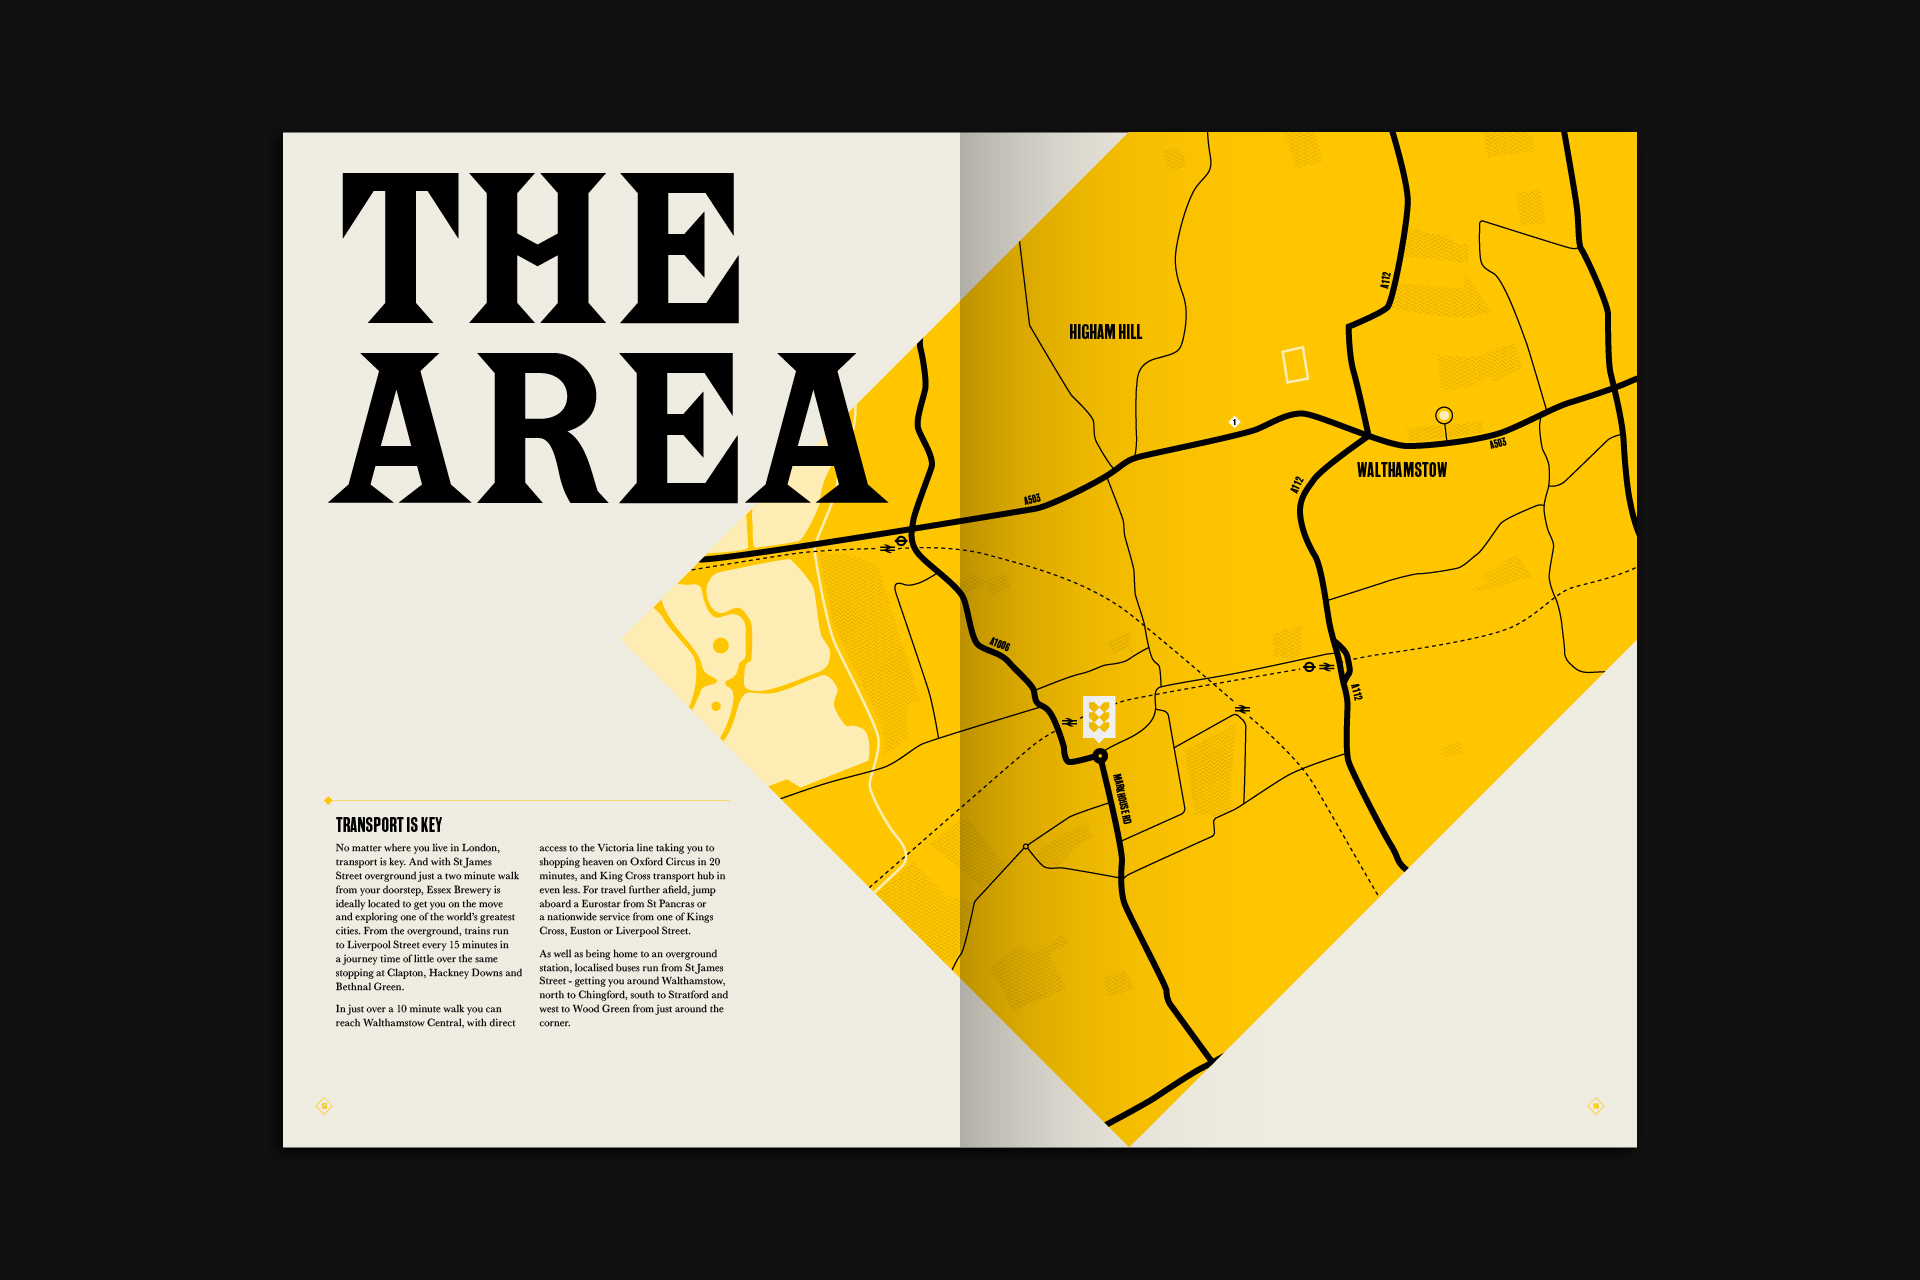 THE
AREA
TRANSPORT IS KEY
No matter where you live in London,
transport is key. And with St James
Street overground just a two minute walk
from your doorstep, Essex Brewery is
ideally located to get you on the move
and exploring one of the world's greatest
cities. From the overground, trains run
to Liverpool Street every 15 minutes in
a journey time of little over the same
stopping at Clapton, Hackney Downs and
Bethnal Green.
In just over a 10 minute walk you can
reach Walthamstow Central, with direct
access to the Victoria line taking you to
shopping heaven on Oxford Circus in 20
minutes, and King Cross transport hub in
even less. For travel further afield, jump
aboard a Eurostar from St Pancras or
a nationwide service from one of Kings
Cross, Euston or Liverpool Street.
As well as being home to an overground
station, localised buses run from St James
Street - getting you around Walthamstow,
north to Chingford, south to Stratford and
west to Wood Green from just around the
corner.
A112
HIGHAM HILL
1
A503
WALTHAMSTOW
A112
A503
A1006
A112
MARKHOUSE RD